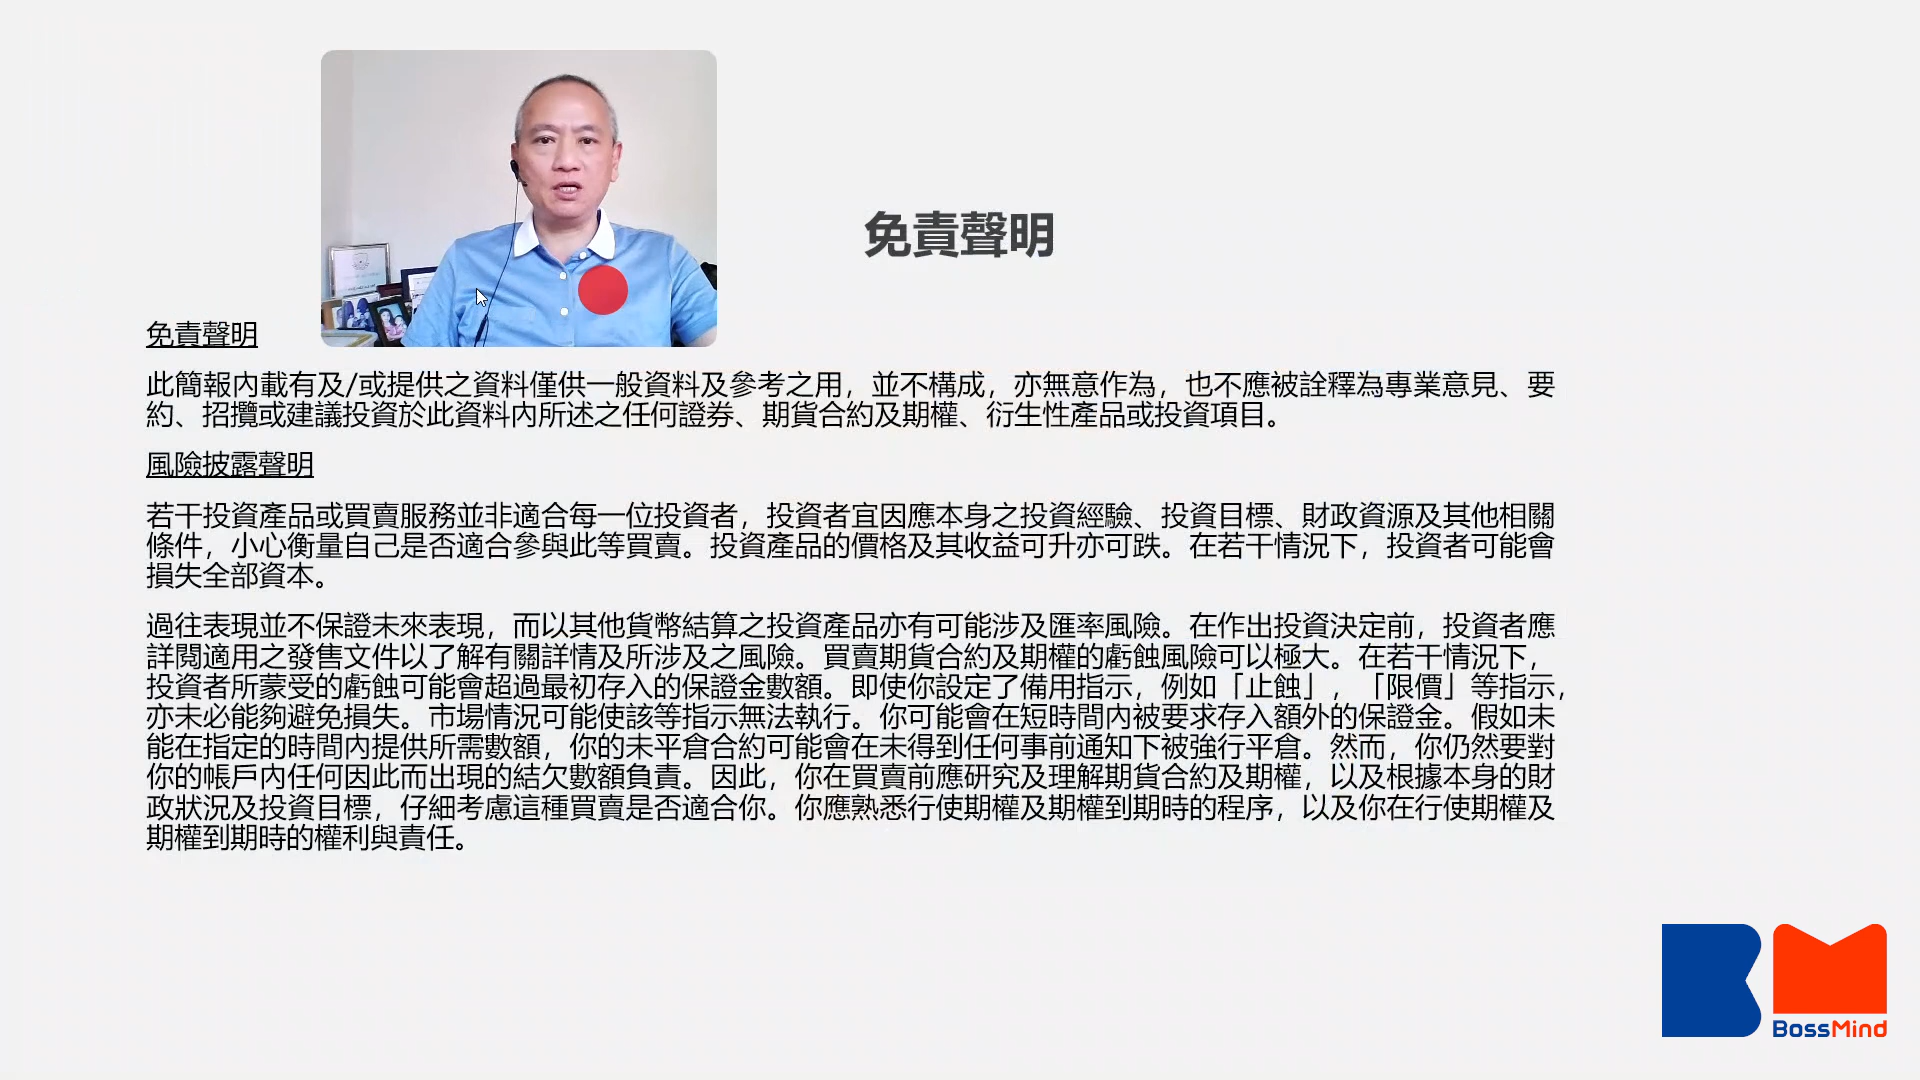 免責聲明
免責聲明
此簡報內載有及/或提供之資料僅供一般資料及參考之用，並不構成，亦無意作為，也不應被詮釋為專業意見、要
約、招攬或建議投資於此資料內所述之任何證券、期貨合約及期權、衍生性產品或投資項目。
風險披露聲明
若干投資產品或買賣服務並非適合每一位投資者，投資者宜因應本身之投資經驗、投資目標、財政資源及其他相關
條件，小心衡量自己是否適合參與此等買賣。投資產品的價格及其收益可升亦可跌。在若干情況下，投資者可能會
損失全部資本。
過往表現並不保證未來表現，而以其他貨幣結算之投資產品亦有可能涉及匯率風險。在作出投資決定前，投資者應
詳閱適用之發售文件以了解有關詳情及所涉及之風險。買賣期貨合約及期權的虧蝕風險可以極大。在若干情況下，
投資者所蒙受的虧蝕可能會超過最初存入的保證金數額。即使你設定了備用指示，例如「止蝕」，「限價」等指示，
亦未必能夠避免損失。市場情況可能使該等指示無法執行。你可能會在短時間內被要求存入額外的保證金。假如未
能在指定的時間內提供所需數額，你的未平倉合約可能會在未得到任何事前通知下被強行平倉。然而，你仍然要對
你的帳戶內任何因此而出現的結欠數額負責。因此，你在買賣前應研究及理解期貨合約及期權，以及根據本身的財
政狀況及投資目標，仔細考慮這種買賣是否適合你。你應熟悉行使期權及期權到期時的程序，以及你在行使期權及
期權到期時的權利與責任。
BossMind